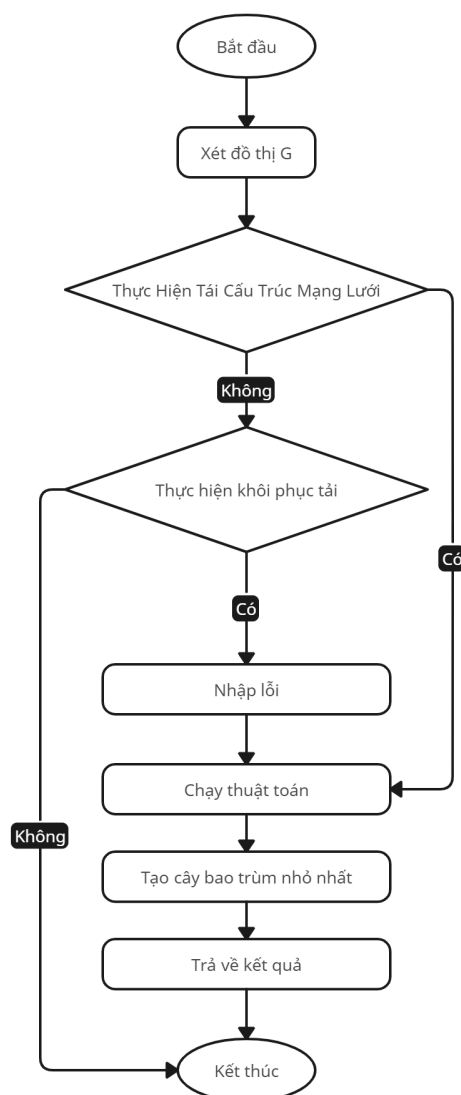 Bắt đầu
Xét đồ thị G
Thực Hiện Tái Cấu Trúc Mạng Lưới
Không
Thực hiện khôi phục tải
Có
Có
Nhập lỗi
Chạy thuật toán
Không
Tạo cây bao trùm nhỏ nhất
Trả về kết quả
Kết thúc